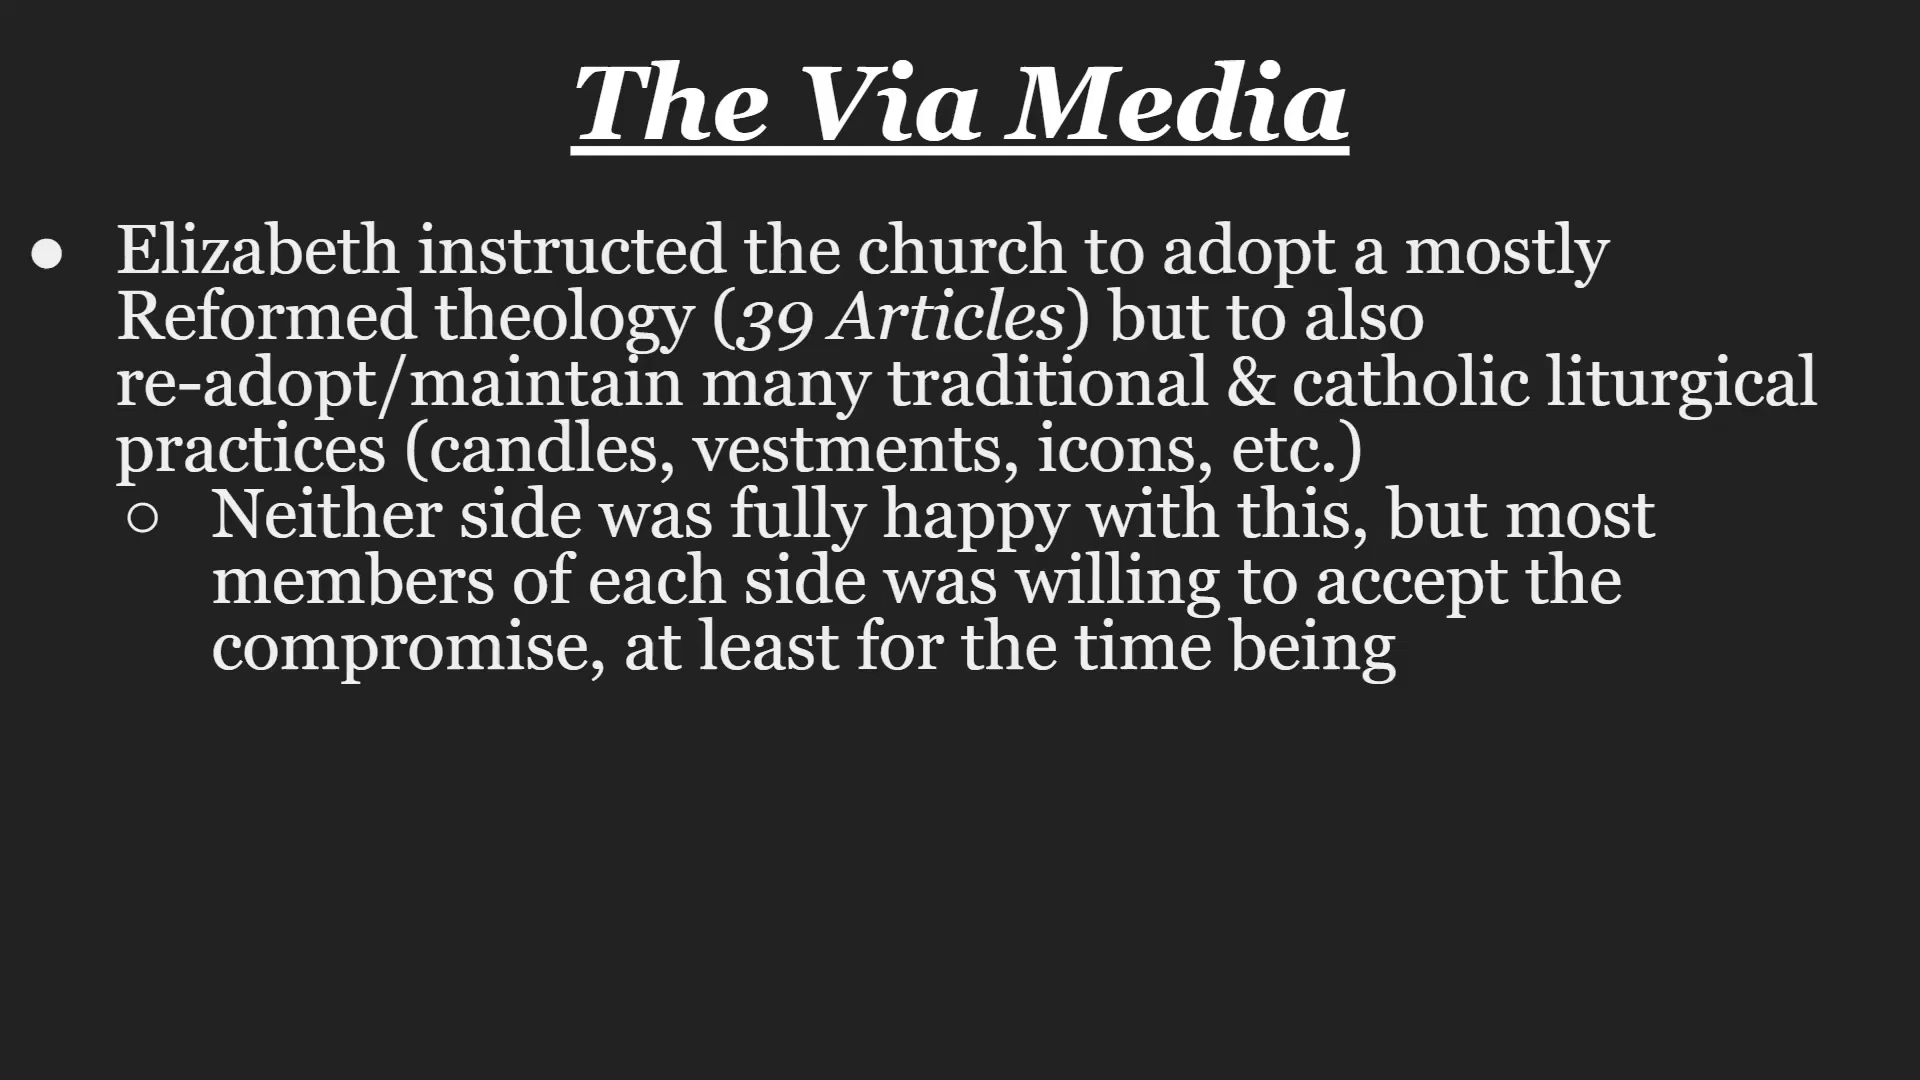 The Via Media
● Elizabeth instructed the church to adopt a mostly
Reformed theology (39 Articles) but to also
re-adopt/maintain many traditional & catholic liturgical
practices (candles, vestments, icons, etc.)
○ Neither side was fully happy with this, but most
members of each side was willing to accept the
compromise, at least for the time being